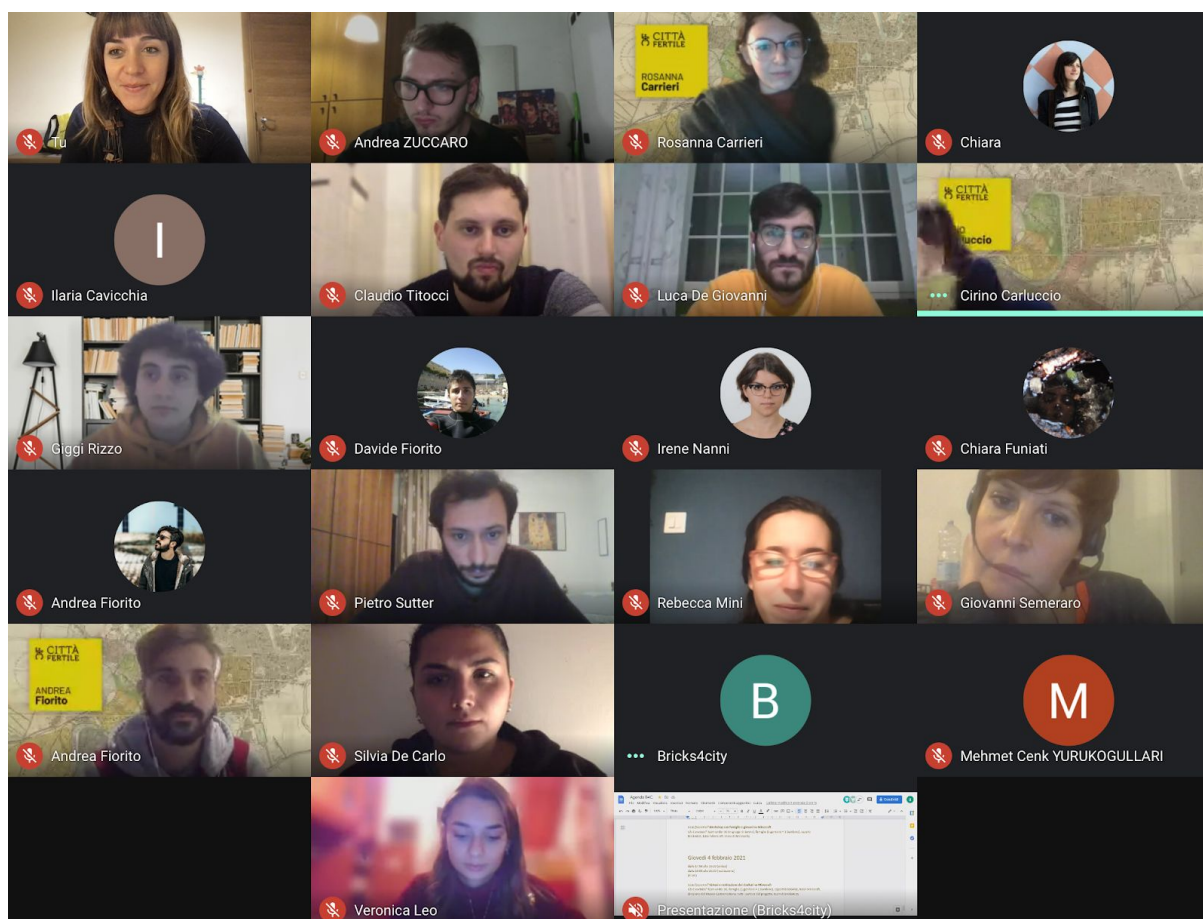 CITTÀ
FERTILE
ROSANNA
Carrieri
Tu
Andrea ZUCCARO
Rosanna Carrieri
Chiara
I
CITTÀ
FERTILE
Ilaria Cavicchia
Claudio Titocci
Luca De Giovanni
Cirino Carluccio
Giggi Rizzo
Davide Fiorito
Irene Nanni
Chiara Funiati
Andrea Fiorito
Pietro Sutter
Rebecca Mini
Giovanni Semeraro
CITTÀ
FERTILE
ANDREA
Fiorito
B
M
Andrea Fiorito
Silvia De Carlo
Bricks4city
Mehmet Cenk YURUKOGULLARI
Giovedì 4 febbraio 2021
Veronica Leo
Presentazione (Bricks4city)